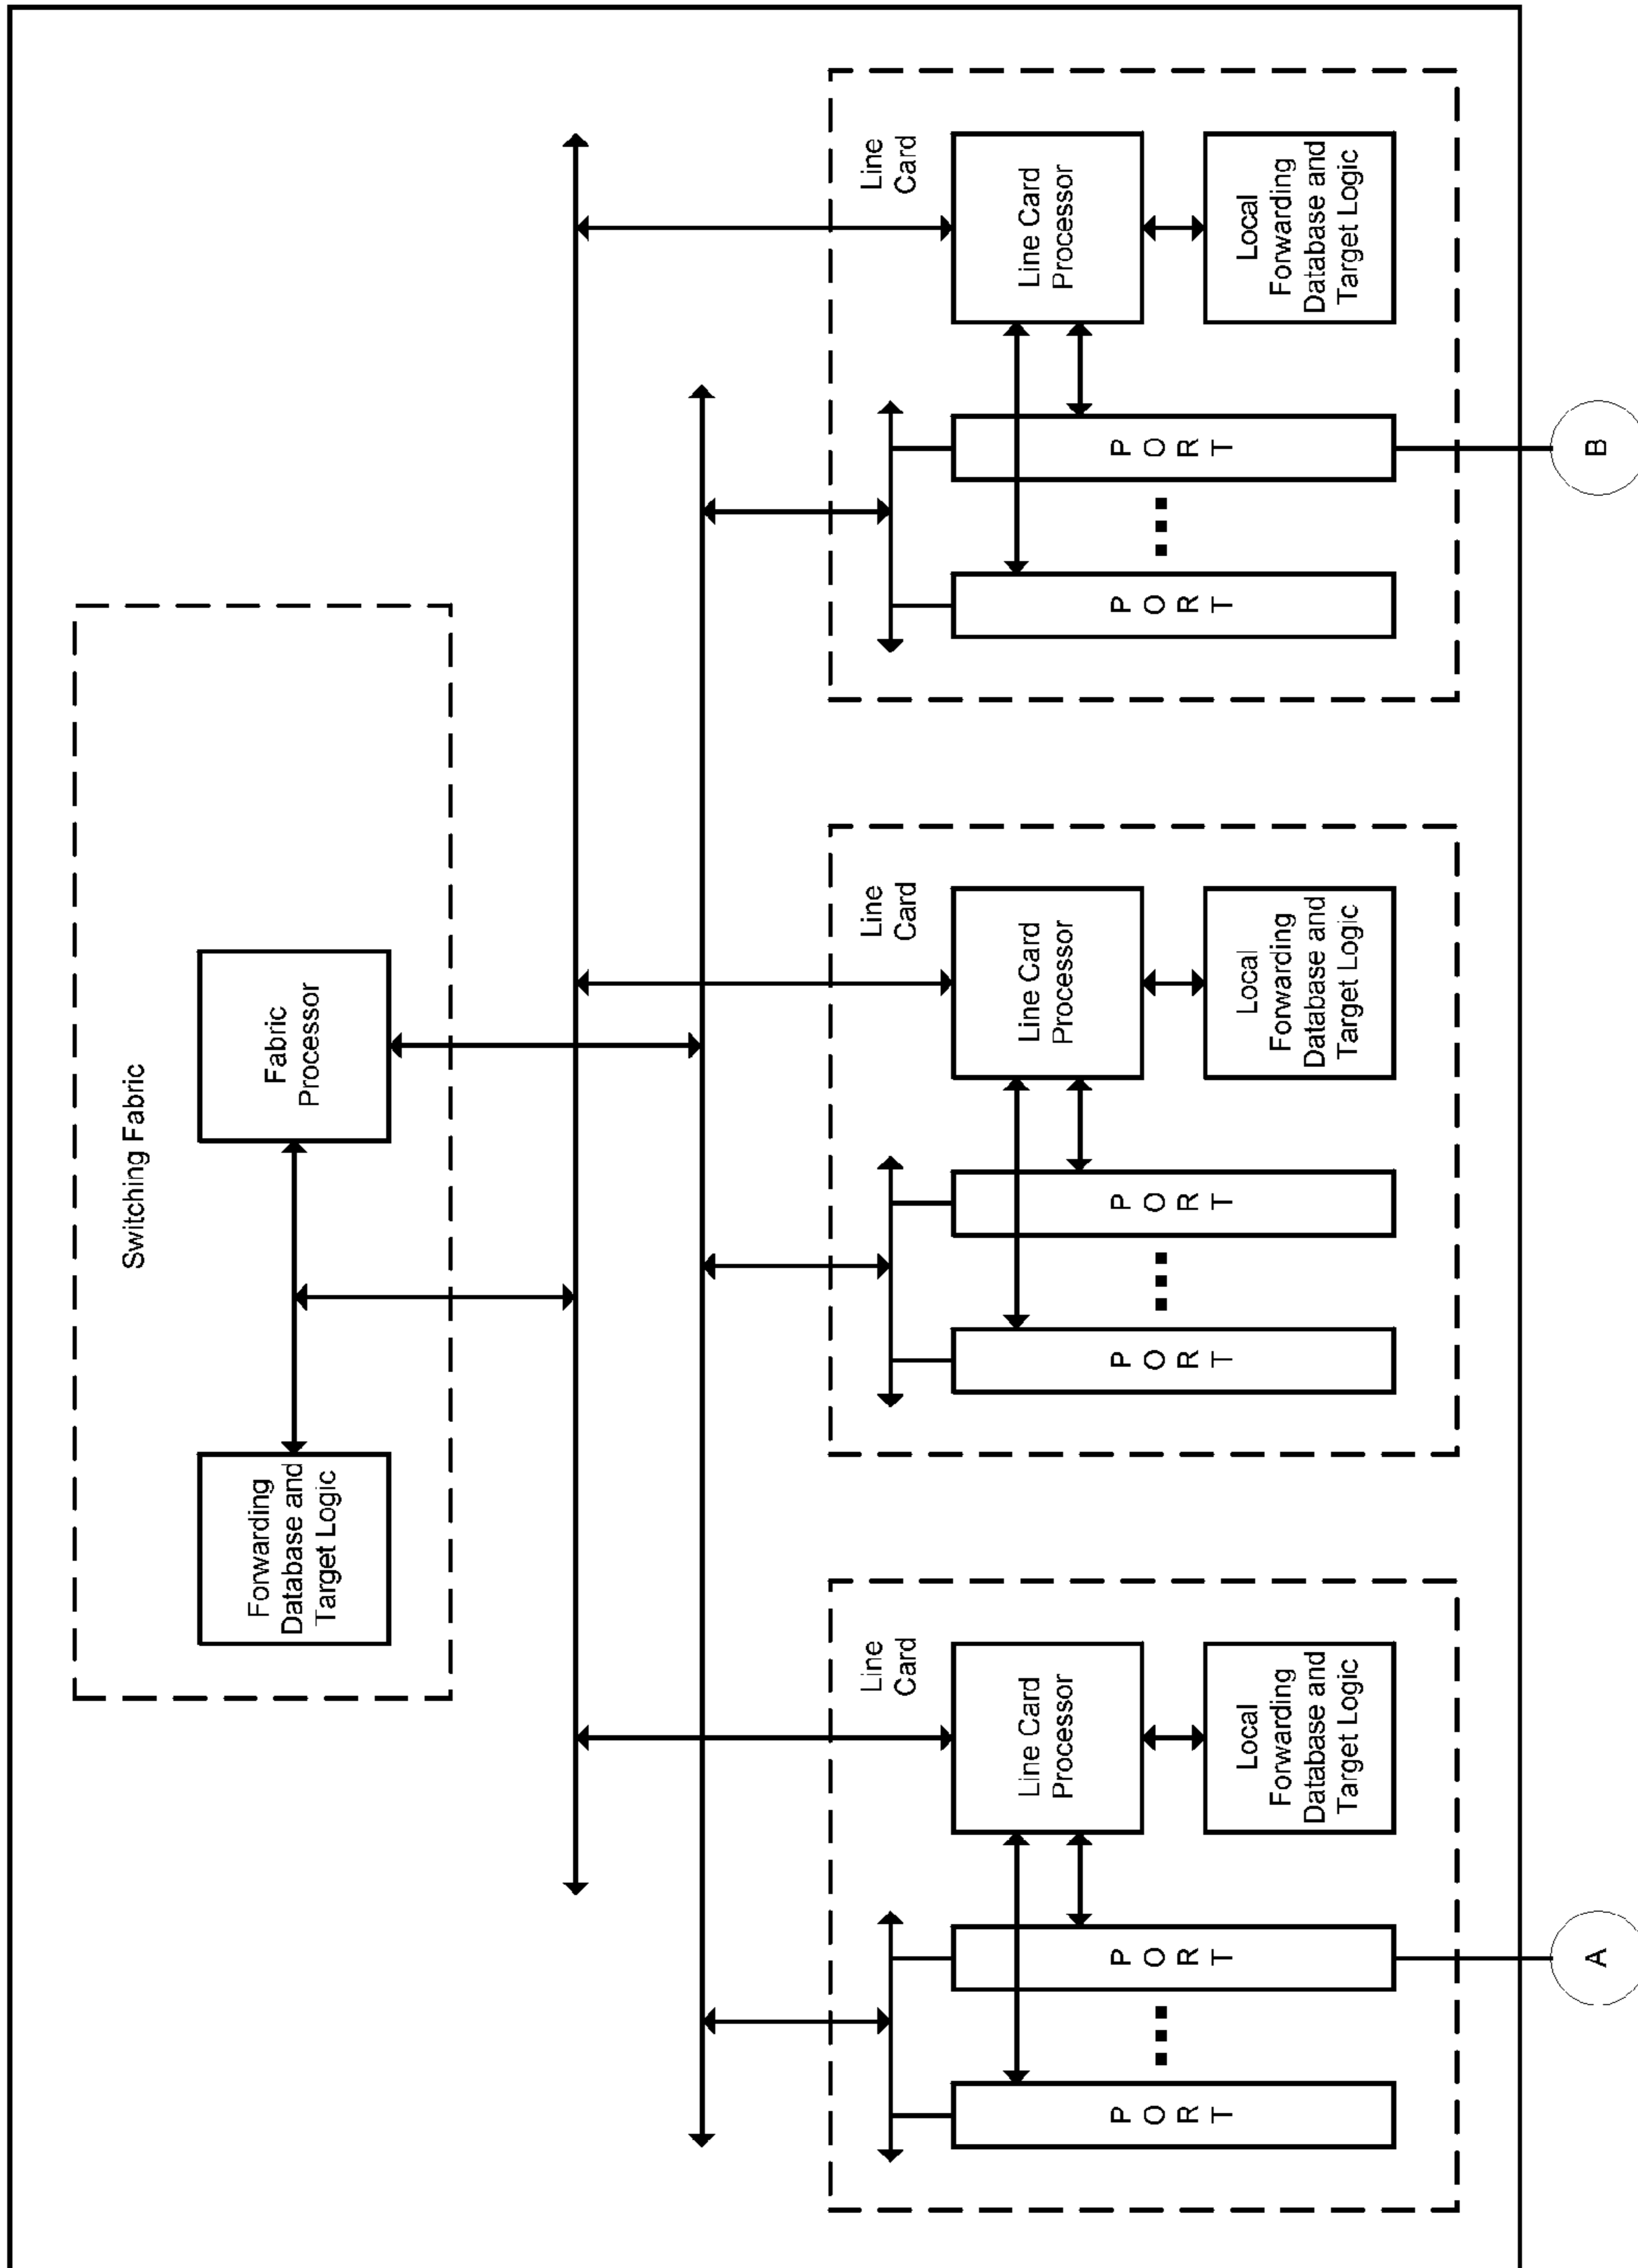 Switching Fabric
Forwarding
Database and
Target Logic
Fabric
Processor
Line
Card
PORT
PORT
Line Card
Processor
Local
Forwarding
Database and
Target Logic
Line
Card
PORT
PORT
Line Card
Processor
Local
Forwarding
Database and
Target Logic
Line
Card
PORT
PORT
Line Card
Processor
Local
Forwarding
Database and
Target Logic
A
B